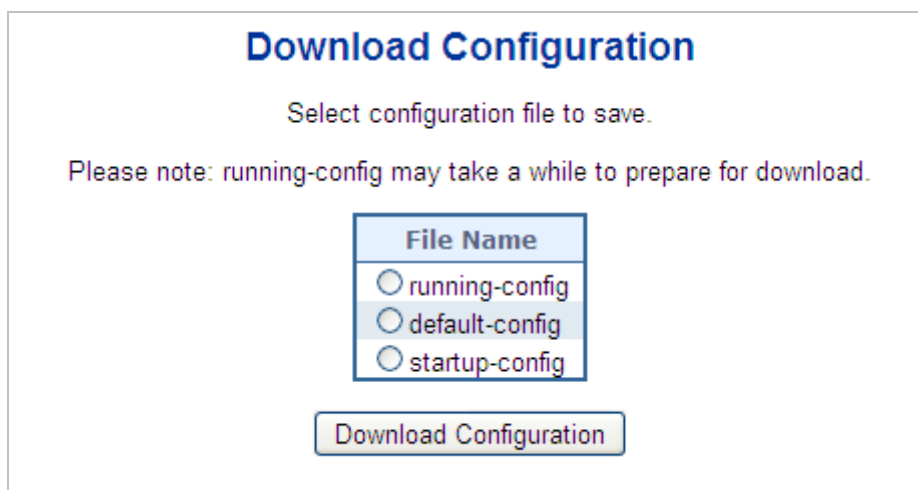 Download Configuration
Select configuration file to save.
Please note: running-config may take a while to prepare for download.
File Name
running-config
default-config
startup-config
Download Configuration